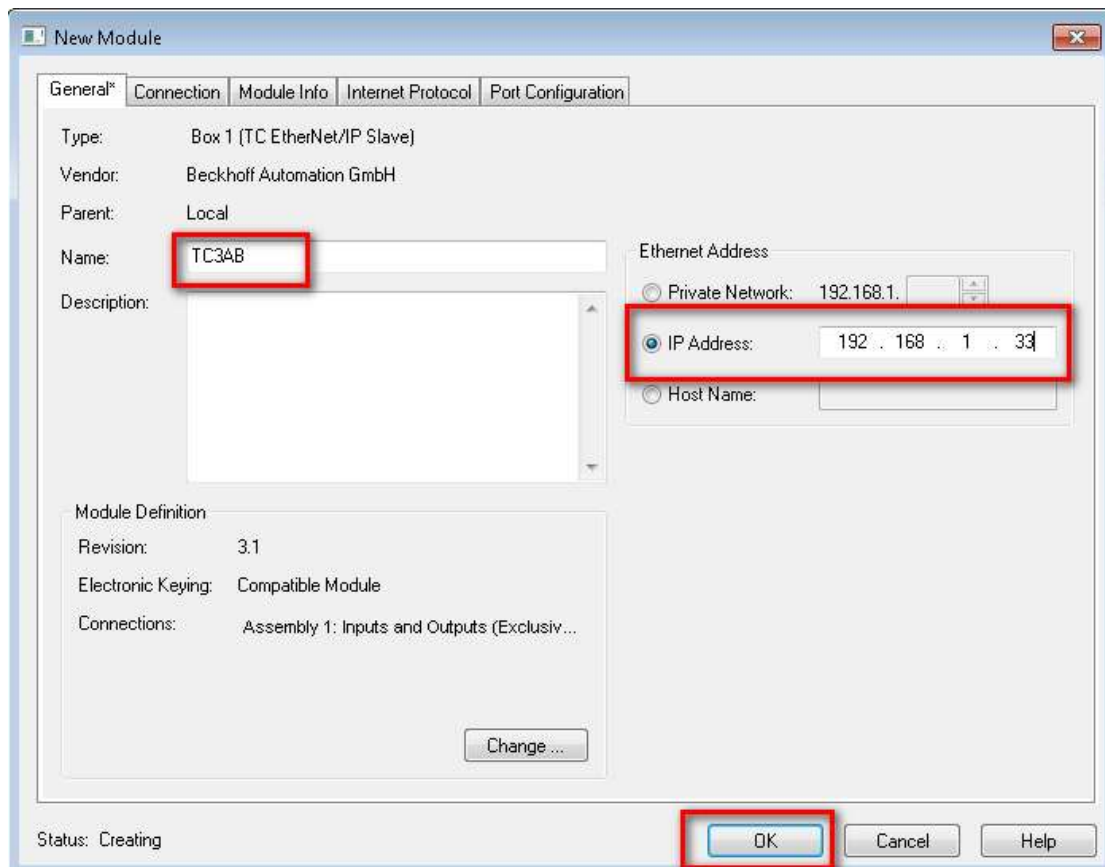 New Module
General* Connection Module Info Internet Protocol Port Configuration
Type: Box 1 (TC EtherNet/IP Slave)
Vendor: Beckhoff Automation GmbH
Parent: Local
Name: TC3AB
Description:
Ethernet Address
Private Network: 192.168.1.
IP Address: 192 . 168 . 1 . 33
Host Name:
Module Definition
Revision: 3.1
Electronic Keying: Compatible Module
Connections: Assembly 1: Inputs and Outputs (Exclusiv...
Change ...
Status: Creating
OK Cancel Help